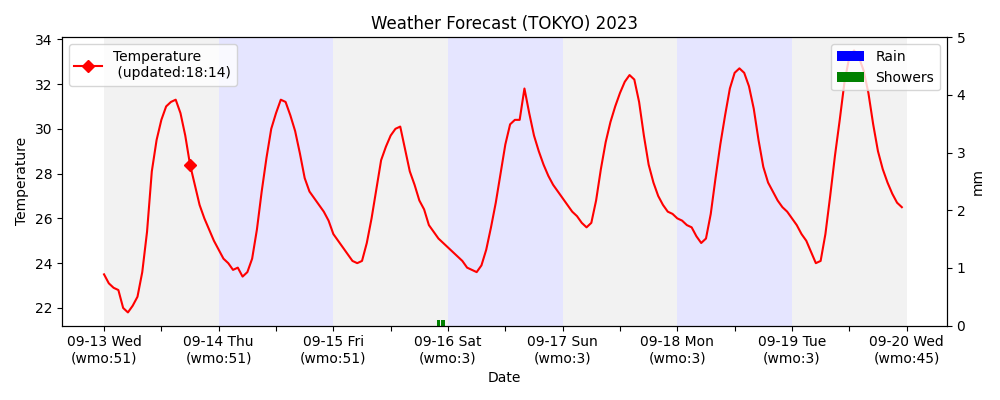 Weather Forecast (TOKYO) 2023
Temperature
(updated:18:14)
Rain
Showers
34
32
30
28
26
24
22
Temperature
5
4
3
2
1
0
mm
09-13 Wed
(wmo:51)
09-14 Thu
(wmo:51)
09-15 Fri
(wmo:51)
09-16 Sat
(wmo:3)
09-17 Sun
(wmo:3)
09-18 Mon
(wmo:3)
09-19 Tue
(wmo:3)
09-20 Wed
(wmo:45)
Date